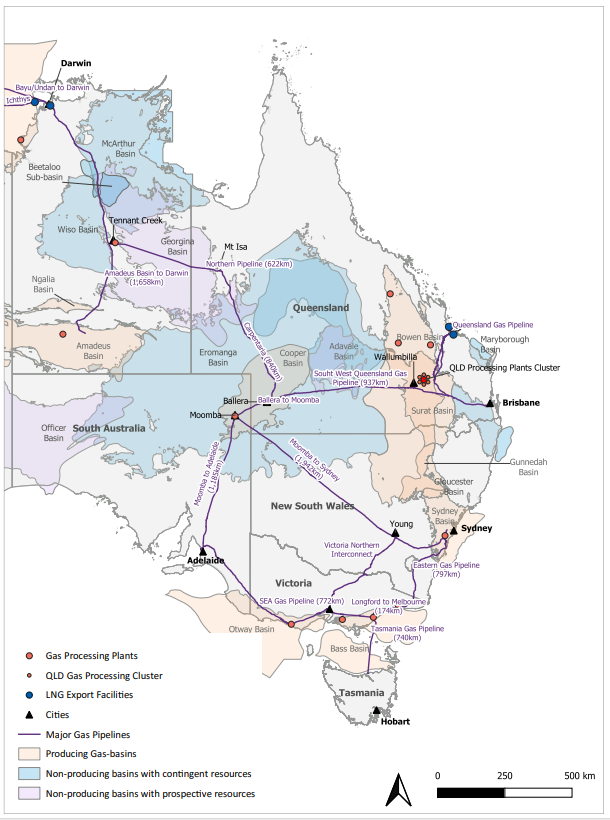 Darwin
Bayu/Undan to Darwin
Ichthys
McArthur
Basin
Beetaloo
Sub-basin
Tennant Creek
Wiso Basin
Georgina
Basin
Mt Isa
Northern Pipeline (622km)
Amadeus Basin to Darwin
(1,658km)
Ngalia
Basin
Amadeus
Basin
Queensland
Carpentaria (840km)
Queensland Gas Pipeline
Bowen Basin
Maryborough
Basin
Eromanga
Basin
Cooper
Basin
Adavale
Basin
Wallumbilla
QLD Processing Plants Cluster
Souht West Queensland Gas
Pipeline (937km)
Ballera
Ballera to Moomba
Brisbane
Moomba
Surat Basin
Officer
Basin
South Australia
Moomba to Adelaide
(1,185km)
Moomba to Sydney
(1,942km)
Gunnedah
Basin
Gloucester
Basin
New South Wales
Sydney
Basin
Young
Sydney
Victoria Northern
Interconnect
Adelaide
Eastern Gas Pipeline
(797km)
Victoria
SEA Gas Pipeline (772km)
Longford to Melbourne
(174km)
Otway Basin
Tasmania Gas Pipeline
(740km)
Bass Basin
Tasmania
Hobart
Gas Processing Plants
QLD Gas Processing Cluster
LNG Export Facilities
Cities
Major Gas Pipelines
Producing Gas-basins
Non-producing basins with contingent resources
Non-producing basins with prospective resources
0 250 500 km